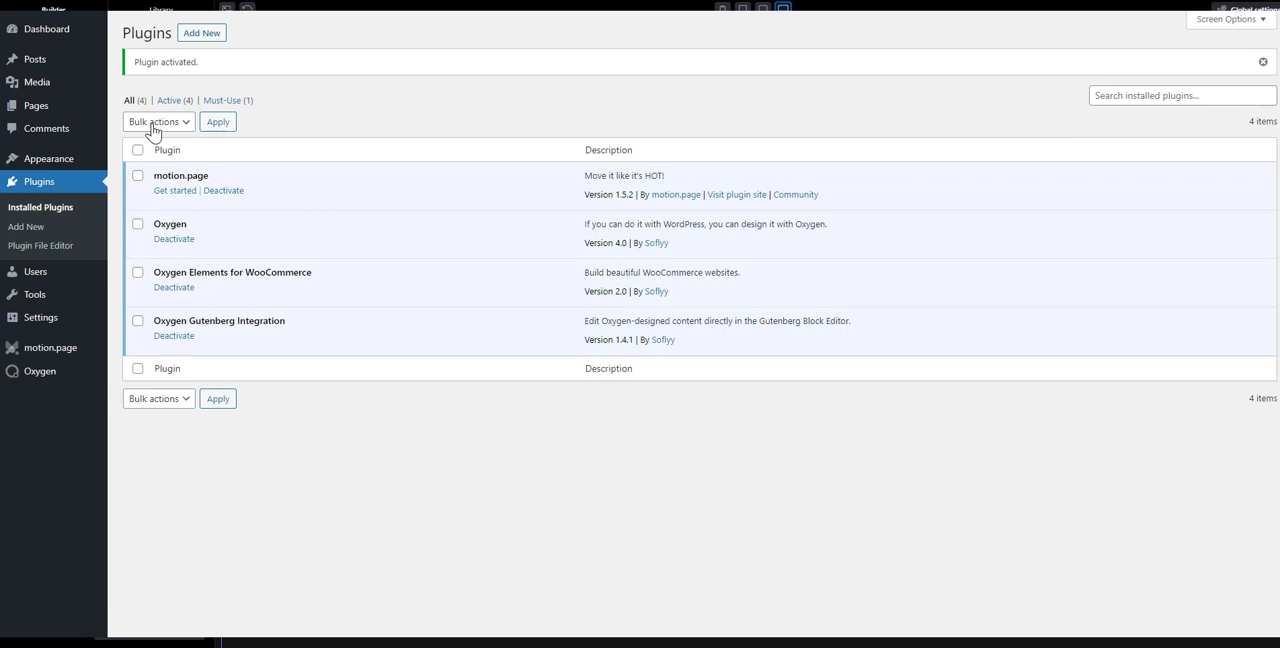 Builder
Library
Global settings
Screen Options
Dashboard
Posts
Media
Pages
Comments
Appearance
Plugins
Installed Plugins
Add New
Plugin File Editor
Users
Tools
Settings
motion.page
Oxygen
Plugins Add New
Plugin activated.
All (4) | Active (4) | Must-Use (1)
Search installed plugins...
Bulk actions Apply
4 items
Plugin Description
motion.page
Get started | Deactivate
Move it like it's HOT!
Version 1.5.2 | By motion.page | Visit plugin site | Community
Oxygen
Deactivate
If you can do it with WordPress, you can design it with Oxygen.
Version 4.0 | By Soflyy
Oxygen Elements for WooCommerce
Deactivate
Build beautiful WooCommerce websites.
Version 2.0 | By Soflyy
Oxygen Gutenberg Integration
Deactivate
Edit Oxygen-designed content directly in the Gutenberg Block Editor.
Version 1.4.1 | By Soflyy
Plugin Description
Bulk actions Apply
4 items